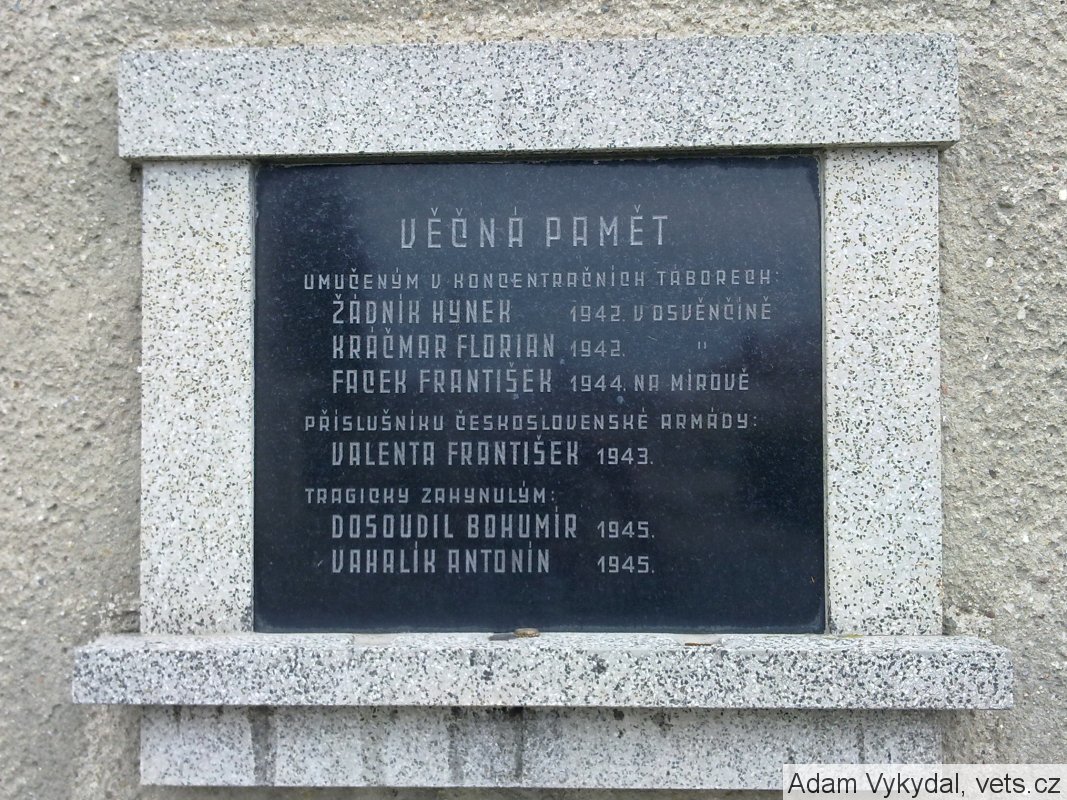 VĚČNÁ PAMĚT
UMUČENÝM V KONCENTRAČNÍCH TÁBORECH:
ŽÁDNÍK HYNEK 1942. V OSVĚNČÍNĚ
KRÁČMAR FLORIAN 1942. "
FACEK FRANTIŠEK 1944. NA MÍROVĚ
PŘÍSLUŠNÍKU ČESKOSLOVENSKÉ ARMÁDY:
VALENTA FRANTIŠEK 1943.
TRAGICKY ZAHYNULÝM:
DOSOUDIL BOHUMÍR 1945.
VAHALÍK ANTONÍN 1945.
Adam Vykydal, vets.cz